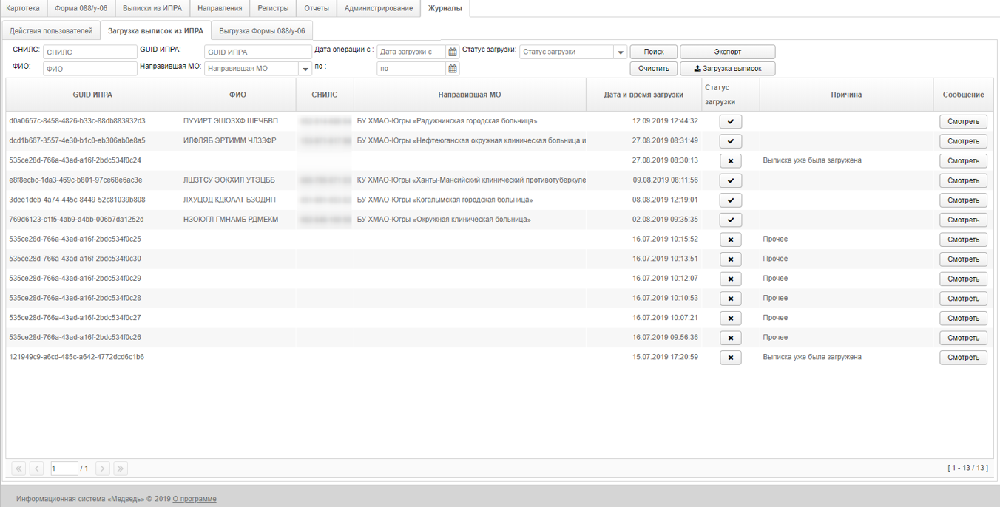 Картотека Форма 088/у-06 Выписки из ИПРА Направления Регистры Отчеты Администрирование Журналы
Действия пользователей Загрузка выписок из ИПРА Выгрузка Формы 088/у-06
СНИЛС: СНИЛС GUID ИПРА: GUID ИПРА Дата операции с : Дата загрузки с Статус загрузки: Статус загрузки Поиск Экспорт
ФИО: ФИО Направившая МО: Направившая МО по : по Очистить Загрузка выписок
GUID ИПРА ФИО СНИЛС Направившая МО Дата и время загрузки Статус загрузки Причина Сообщение
d0a0657c-8458-4826-b33c-88db883932d3 ПУУИРТ ЭШОЗХФ ШЕЧБВП БУ ХМАО-Югры «Радужнинская городская больница» 12.09.2019 12:44:32 Смотреть
dcd1b667-3557-4e30-b1c0-eb306ab0e8a5 ИЛФЛЯБ ЭРТИММ ЧЛЗЗФР БУ ХМАО-Югры «Нефтеюганская окружная клиническая больница и 27.08.2019 08:31:49 Смотреть
535ce28d-766a-43ad-a16f-2bdc534f0c24 27.08.2019 08:30:13 Выписка уже была загружена Смотреть
e8f8ecbc-1da3-469c-b801-97ce68e6ac3e ЛШЗТСУ ЭОКХИЛ УТЭЦББ КУ ХМАО-Югры «Ханты-Мансийский клинический противотуберкуле 09.08.2019 08:11:56 Смотреть
3dee1deb-4a74-445c-8449-52c81039b808 ЛХУЦОД КДЮААТ БЗОДЯП БУ ХМАО-Югры «Когалымская городская больница» 08.08.2019 12:19:01 Смотреть
769d6123-c1f5-4ab9-a4bb-006b7da1252d НЗОЮГЛ ГМНАМБ РДМЕКМ БУ ХМАО-Югры «Окружная клиническая больница» 02.08.2019 09:35:35 Смотреть
535ce28d-766a-43ad-a16f-2bdc534f0c25 16.07.2019 10:15:52 Прочее Смотреть
535ce28d-766a-43ad-a16f-2bdc534f0c30 16.07.2019 10:13:51 Прочее Смотреть
535ce28d-766a-43ad-a16f-2bdc534f0c29 16.07.2019 10:12:07 Прочее Смотреть
535ce28d-766a-43ad-a16f-2bdc534f0c28 16.07.2019 10:10:53 Прочее Смотреть
535ce28d-766a-43ad-a16f-2bdc534f0c27 16.07.2019 10:07:21 Прочее Смотреть
535ce28d-766a-43ad-a16f-2bdc534f0c26 16.07.2019 09:56:36 Прочее Смотреть
121949c9-a6cd-485c-a642-4772dcd6c1b6 15.07.2019 17:20:59 Выписка уже была загружена Смотреть
1 / 1 [ 1 - 13 / 13 ]
Информационная система «Медведь» © 2019 О программе